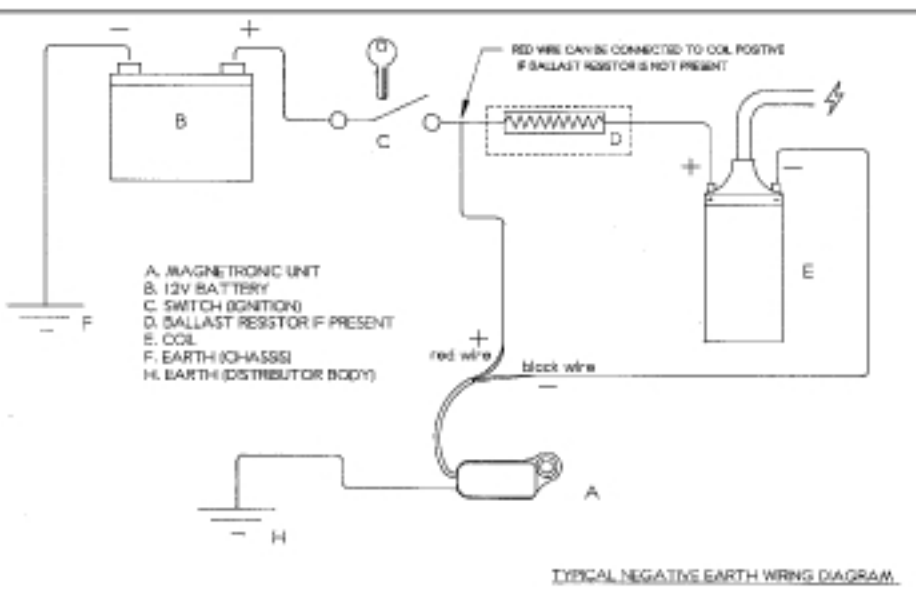 − +
RED WIRE CAN BE CONNECTED TO COIL POSITIVE
IF BALLAST RESISTOR IS NOT PRESENT
B
C
D
+ −
E
A. MAGNETRONIC UNIT
B. 12V BATTERY
C. SWITCH (IGNITION)
D. BALLAST RESISTOR IF PRESENT
E. COIL
F. EARTH (CHASSIS)
H. EARTH (DISTRIBUTOR BODY)
F
+
red wire
black wire
−
A
H
TYPICAL NEGATIVE EARTH WIRING DIAGRAM